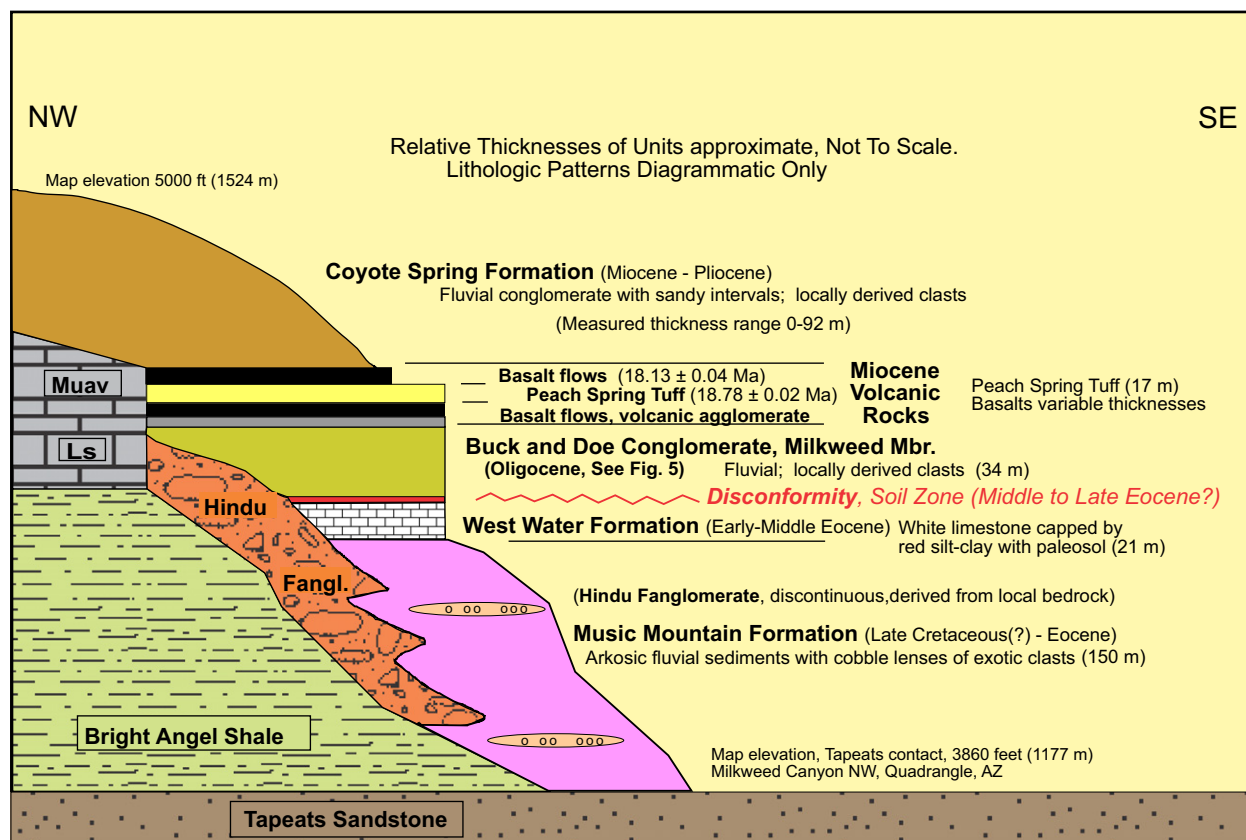 NW
SE
Relative Thicknesses of Units approximate, Not To Scale.
Lithologic Patterns Diagrammatic Only
Map elevation 5000 ft (1524 m)
Coyote Spring Formation (Miocene - Pliocene)
Fluvial conglomerate with sandy intervals; locally derived clasts
(Measured thickness range 0-92 m)
Muav
Ls
Basalt flows (18.13 ± 0.04 Ma)
Peach Spring Tuff (18.78 ± 0.02 Ma)
Basalt flows, volcanic agglomerate
Miocene
Volcanic
Rocks
Peach Spring Tuff (17 m)
Basalts variable thicknesses
Buck and Doe Conglomerate, Milkweed Mbr.
(Oligocene, See Fig. 5) Fluvial; locally derived clasts (34 m)
Disconformity, Soil Zone (Middle to Late Eocene?)
Hindu
Fangl.
West Water Formation (Early-Middle Eocene) White limestone capped by
red silt-clay with paleosol (21 m)
(Hindu Fanglomerate, discontinuous,derived from local bedrock)
Music Mountain Formation (Late Cretaceous(?) - Eocene)
Arkosic fluvial sediments with cobble lenses of exotic clasts (150 m)
Bright Angel Shale
Map elevation, Tapeats contact, 3860 feet (1177 m)
Milkweed Canyon NW, Quadrangle, AZ
Tapeats Sandstone